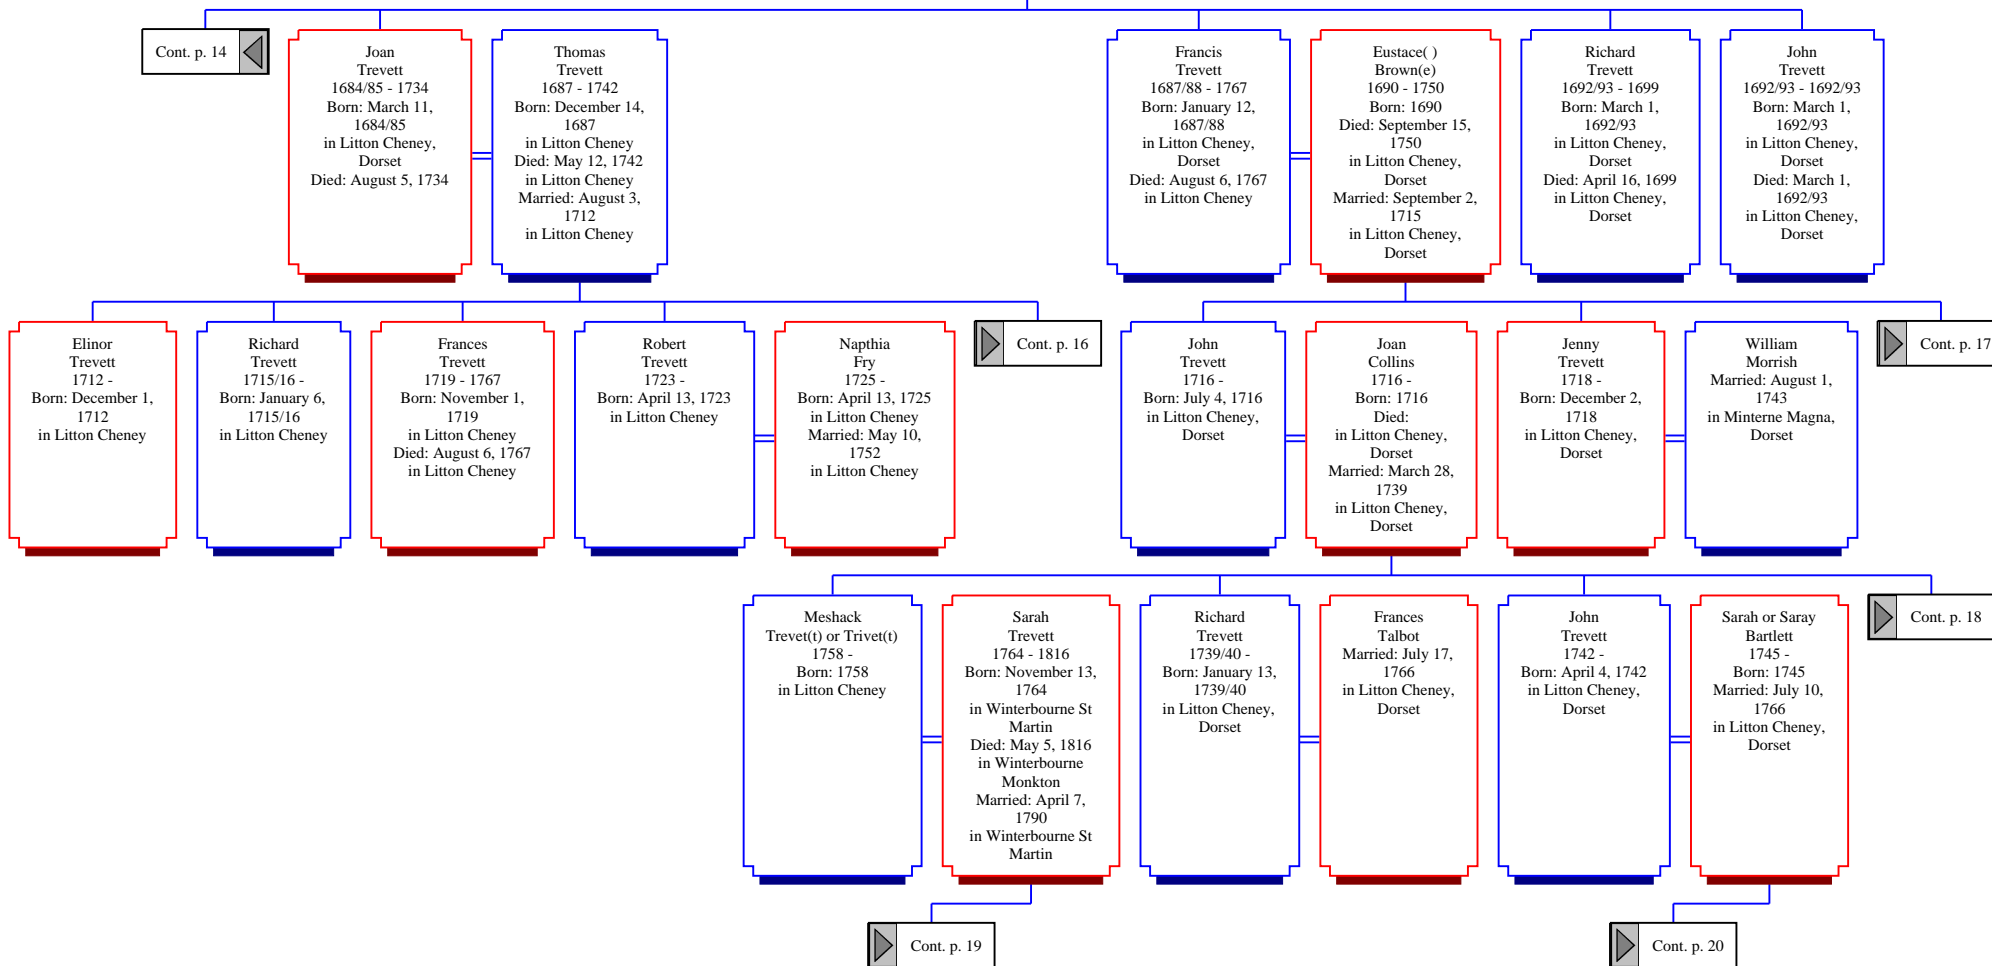 Cont. p. 14
Joan
Trevett
1684/85 - 1734
Born: March 11,
1684/85
in Litton Cheney,
Dorset
Died: August 5, 1734
Thomas
Trevett
1687 - 1742
Born: December 14,
1687
in Litton Cheney
Died: May 12, 1742
in Litton Cheney
Married: August 3,
1712
in Litton Cheney
Francis
Trevett
1687/88 - 1767
Born: January 12,
1687/88
in Litton Cheney,
Dorset
Died: August 6, 1767
in Litton Cheney
Eustace( )
Brown(e)
1690 - 1750
Born: 1690
Died: September 15,
1750
in Litton Cheney,
Dorset
Married: September 2,
1715
in Litton Cheney,
Dorset
Richard
Trevett
1692/93 - 1699
Born: March 1,
1692/93
in Litton Cheney,
Dorset
Died: April 16, 1699
in Litton Cheney,
Dorset
John
Trevett
1692/93 - 1692/93
Born: March 1,
1692/93
in Litton Cheney,
Dorset
Died: March 1,
1692/93
in Litton Cheney,
Dorset
Elinor
Trevett
1712 -
Born: December 1,
1712
in Litton Cheney
Richard
Trevett
1715/16 -
Born: January 6,
1715/16
in Litton Cheney
Frances
Trevett
1719 - 1767
Born: November 1,
1719
in Litton Cheney
Died: August 6, 1767
in Litton Cheney
Robert
Trevett
1723 -
Born: April 13, 1723
in Litton Cheney
Napthia
Fry
1725 -
Born: April 13, 1725
in Litton Cheney
Married: May 10,
1752
in Litton Cheney
Cont. p. 16
John
Trevett
1716 -
Born: July 4, 1716
in Litton Cheney,
Dorset
Joan
Collins
1716 -
Born: 1716
Died:
in Litton Cheney,
Dorset
Married: March 28,
1739
in Litton Cheney,
Dorset
Jenny
Trevett
1718 -
Born: December 2,
1718
in Litton Cheney,
Dorset
William
Morrish
Married: August 1,
1743
in Minterne Magna,
Dorset
Cont. p. 17
Meshack
Trevet(t) or Trivet(t)
1758 -
Born: 1758
in Litton Cheney
Sarah
Trevett
1764 - 1816
Born: November 13,
1764
in Winterbourne St
Martin
Died: May 5, 1816
in Winterbourne
Monkton
Married: April 7,
1790
in Winterbourne St
Martin
Richard
Trevett
1739/40 -
Born: January 13,
1739/40
in Litton Cheney,
Dorset
Frances
Talbot
Married: July 17,
1766
in Litton Cheney,
Dorset
John
Trevett
1742 -
Born: April 4, 1742
in Litton Cheney,
Dorset
Sarah or Saray
Bartlett
1745 -
Born: 1745
Married: July 10,
1766
in Litton Cheney,
Dorset
Cont. p. 18
Cont. p. 19
Cont. p. 20